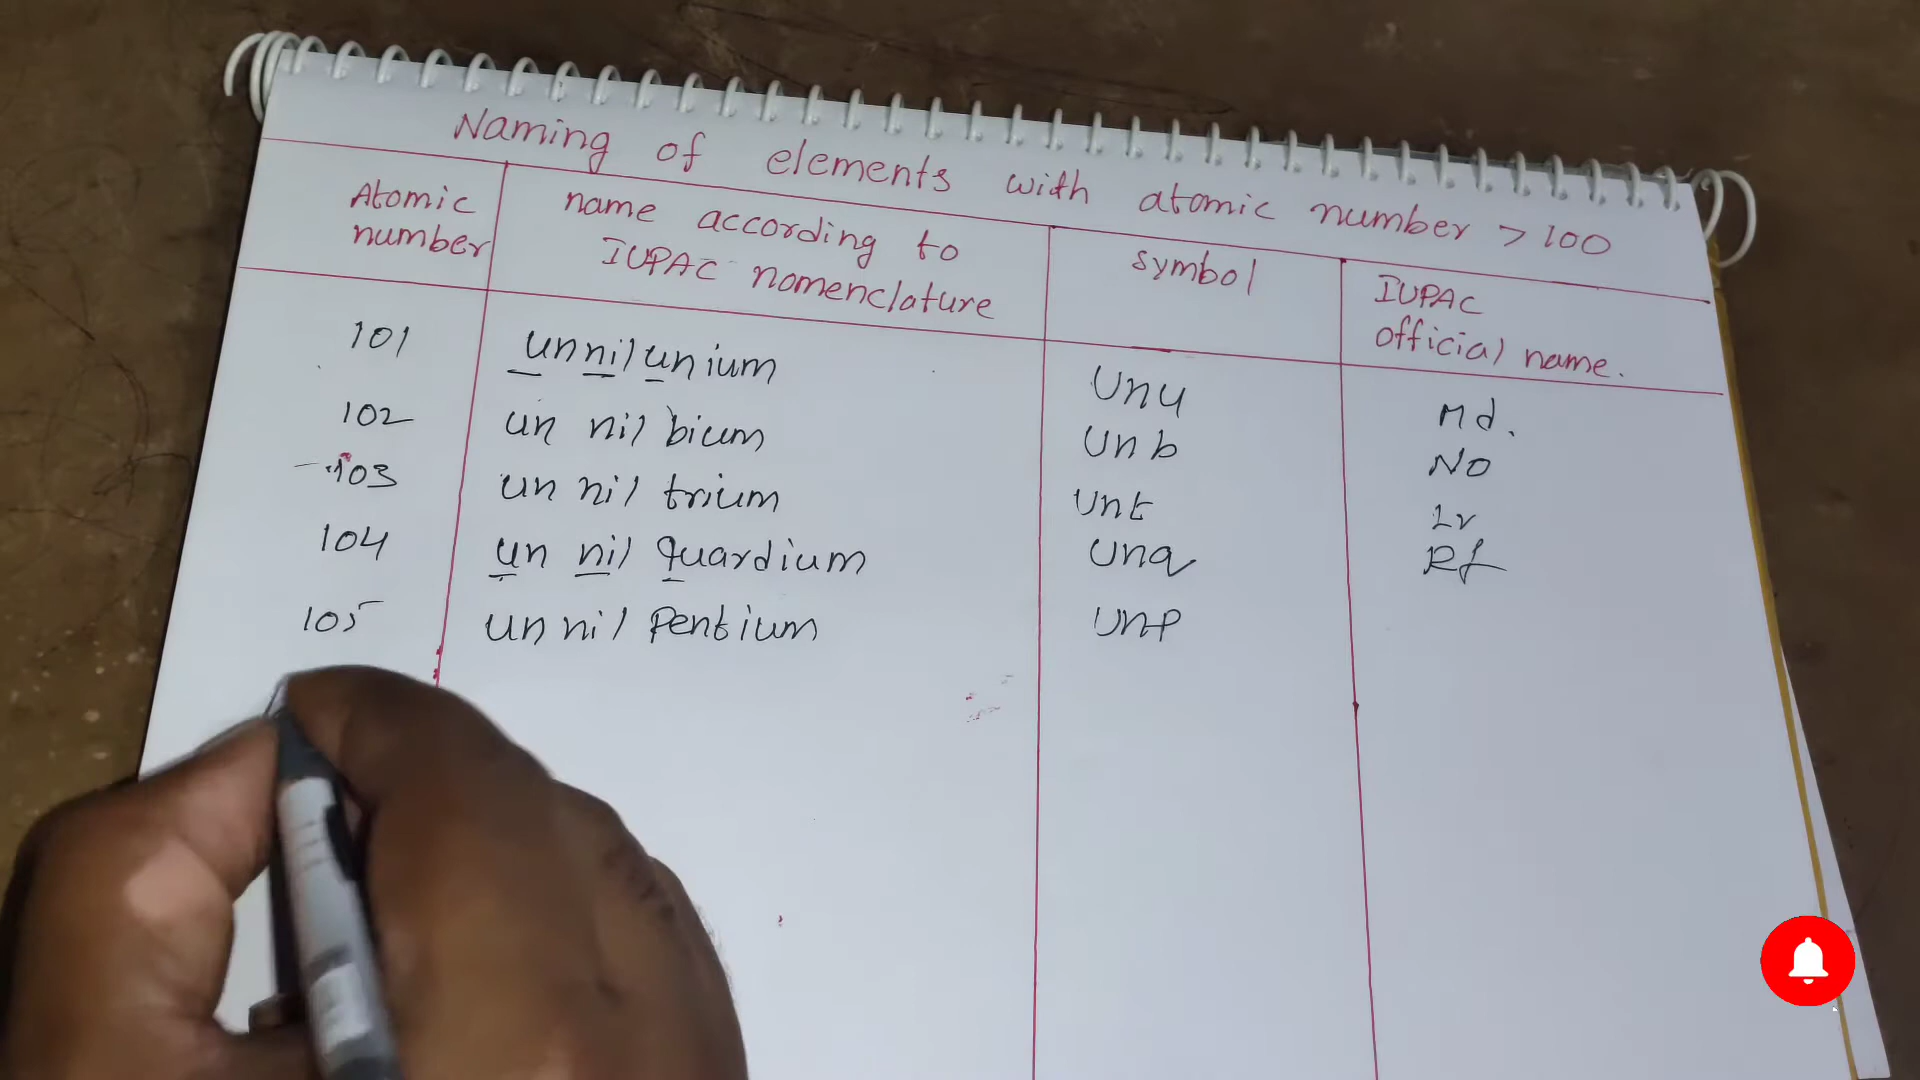 Naming of elements with atomic number > 100
Atomic number
name according to IUPAC nomenclature
symbol
IUPAC official name.
101 unnilunium Unu Md.
102 un nil bium Unb No
103 un nil trium Unt Lr
104 un nil quardium Unq Rf
105 un nil Pentium Unp